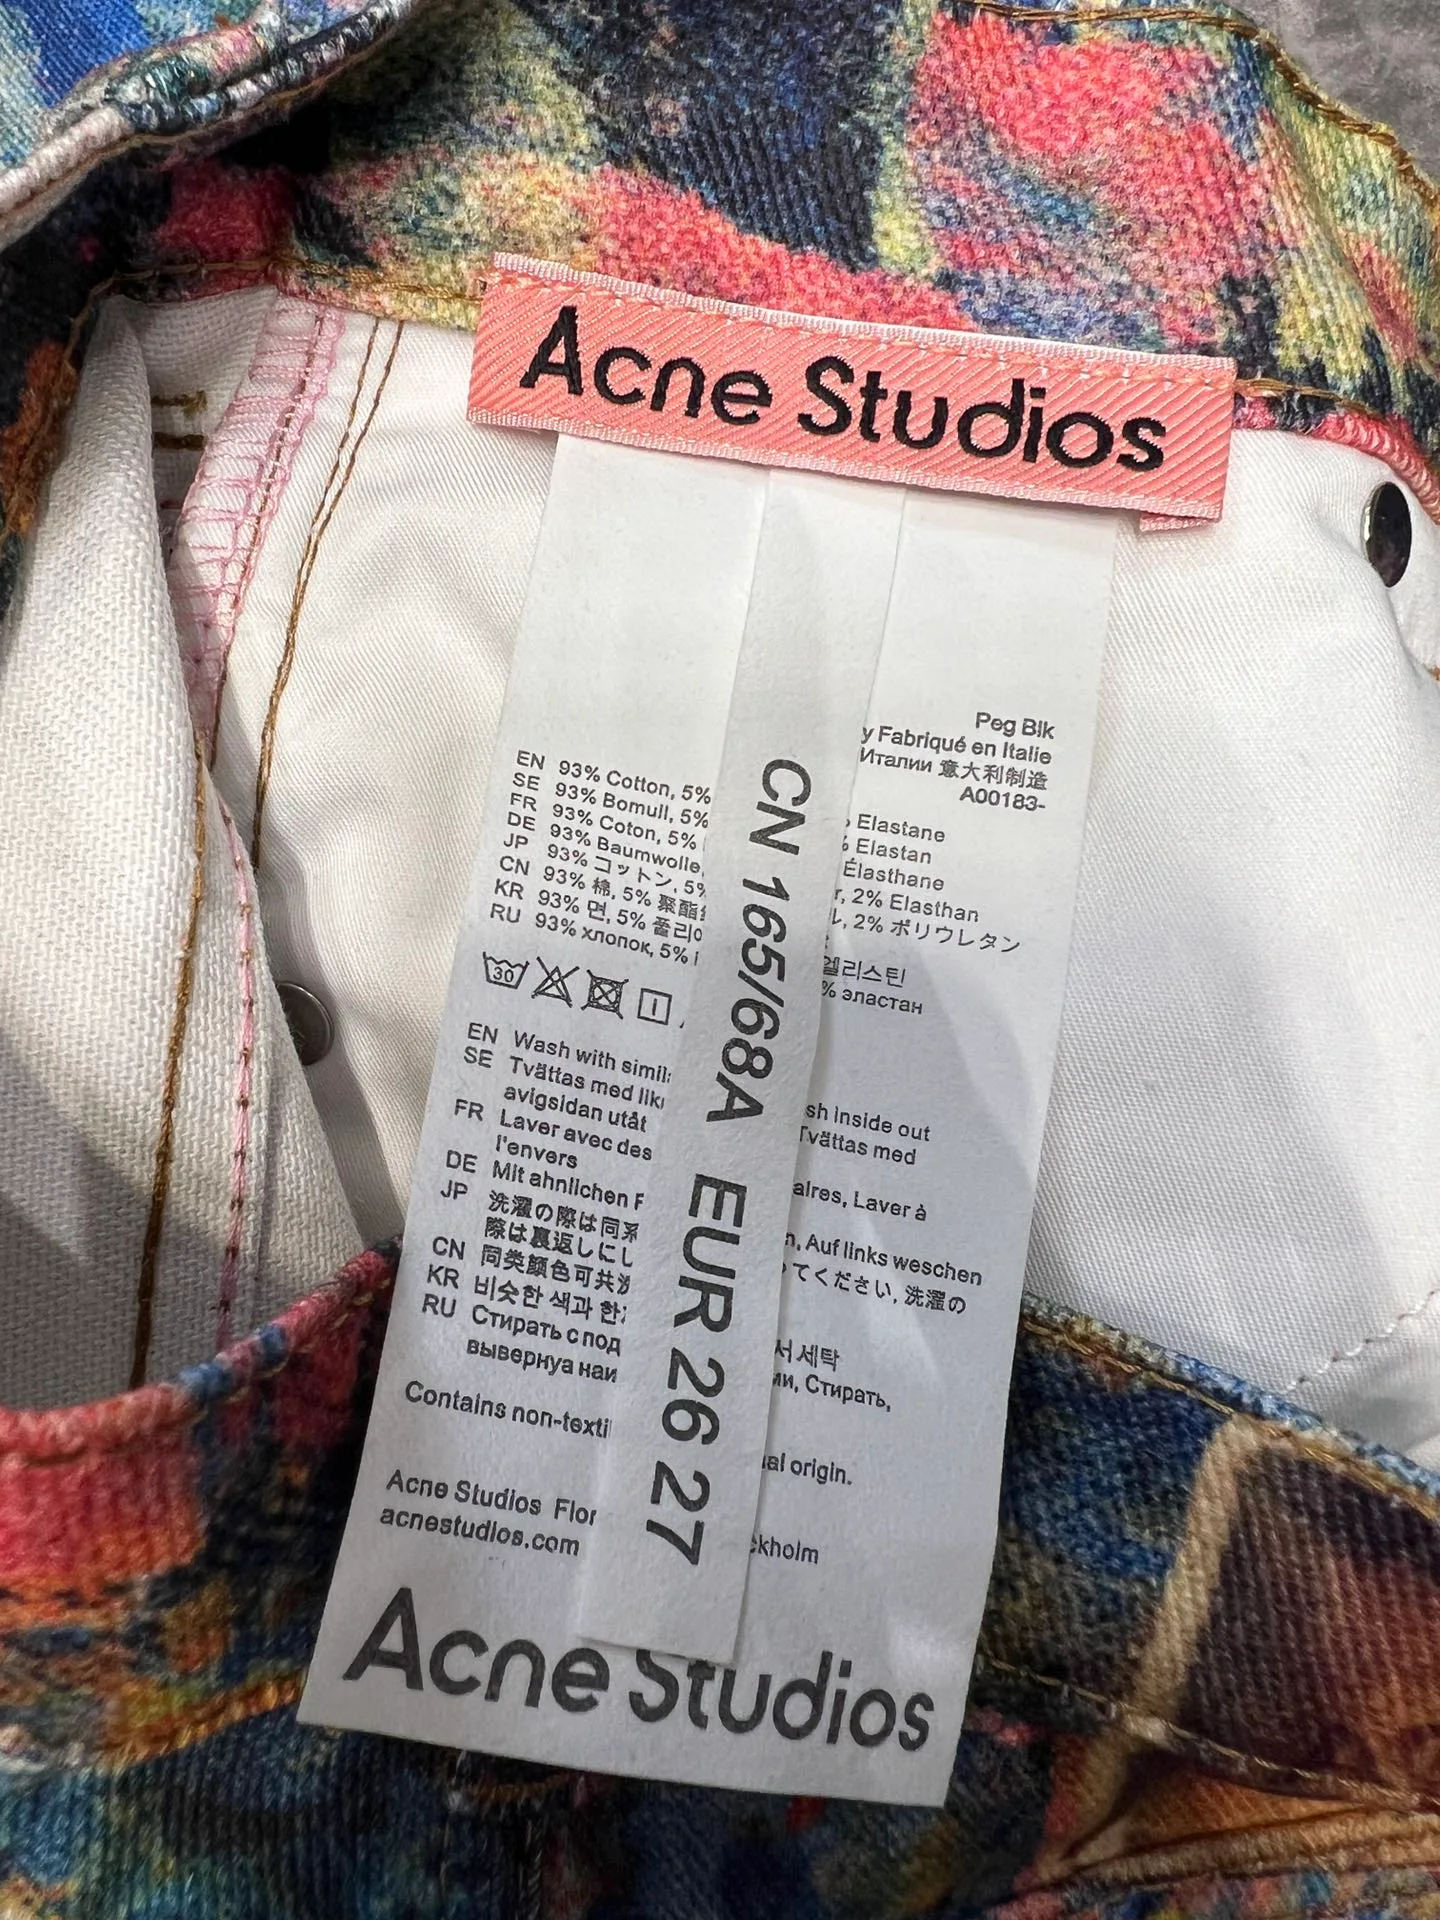 Acne Studios
Peg Blk
y Fabriqué en Italie
Италии 意大利制造
A00183-
EN 93% Cotton, 5% Elastane
SE 93% Bomull, 5% Elastan
FR 93% Coton, 5% Élasthane
DE 93% Baumwolle, 2% Elasthan
JP 93% コットン, 5% 2% ポリウレタン
CN 93% 棉, 5% 聚酯
KR 93% 면, 5% 폴리 엘리스틴
RU 93% хлопок, 5% % эластан
30
EN Wash with simil sh inside out
SE Tvättas med lik Tvättas med
avigsidan utåt
FR Laver avec des aires, Laver à
l'envers
DE Mit ahnlichen F n, Auf links weschen
JP 洗濯の際は同系 てください, 洗濯の
際は裏返しにし
CN 同类颜色可共洗
KR 비슷한 색과 한 서 세탁
RU Стирать с под ми, Стирать,
вывернуа наи
Contains non-texti al origin.
Acne Studios Flor ckholm
acnestudios.com
Acne Studios
CN 165/68A EUR 26 27